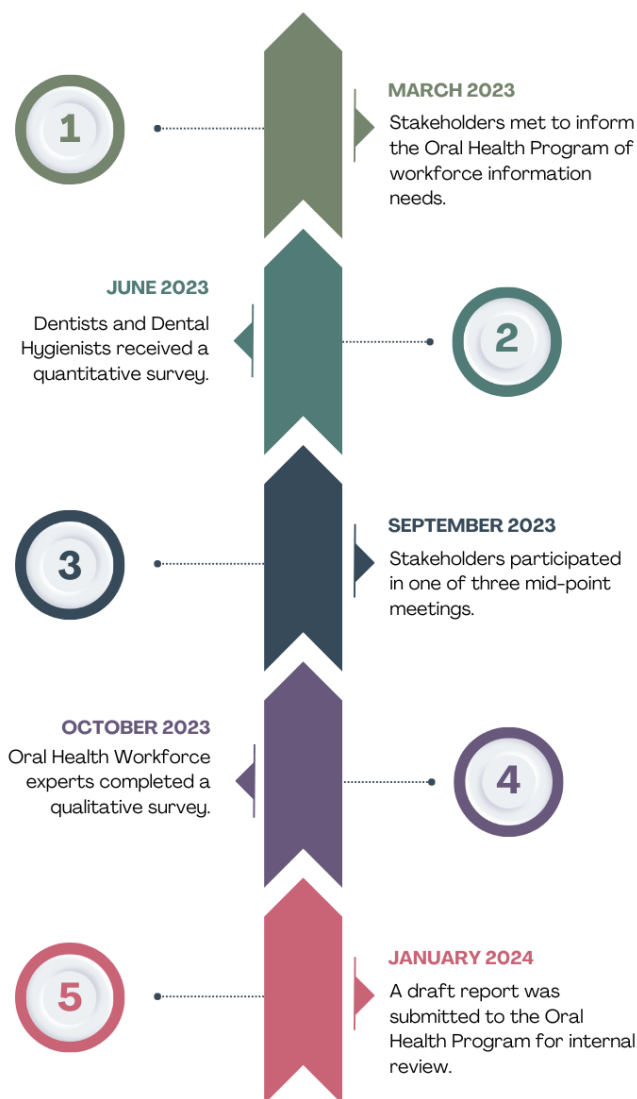 1
MARCH 2023
Stakeholders met to inform
the Oral Health Program of
workforce information
needs.
JUNE 2023
Dentists and Dental
Hygienists received a
quantitative survey.
2
3
SEPTEMBER 2023
Stakeholders participated
in one of three mid-point
meetings.
OCTOBER 2023
Oral Health Workforce
experts completed a
qualitative survey.
4
5
JANUARY 2024
A draft report was
submitted to the Oral
Health Program for internal
review.